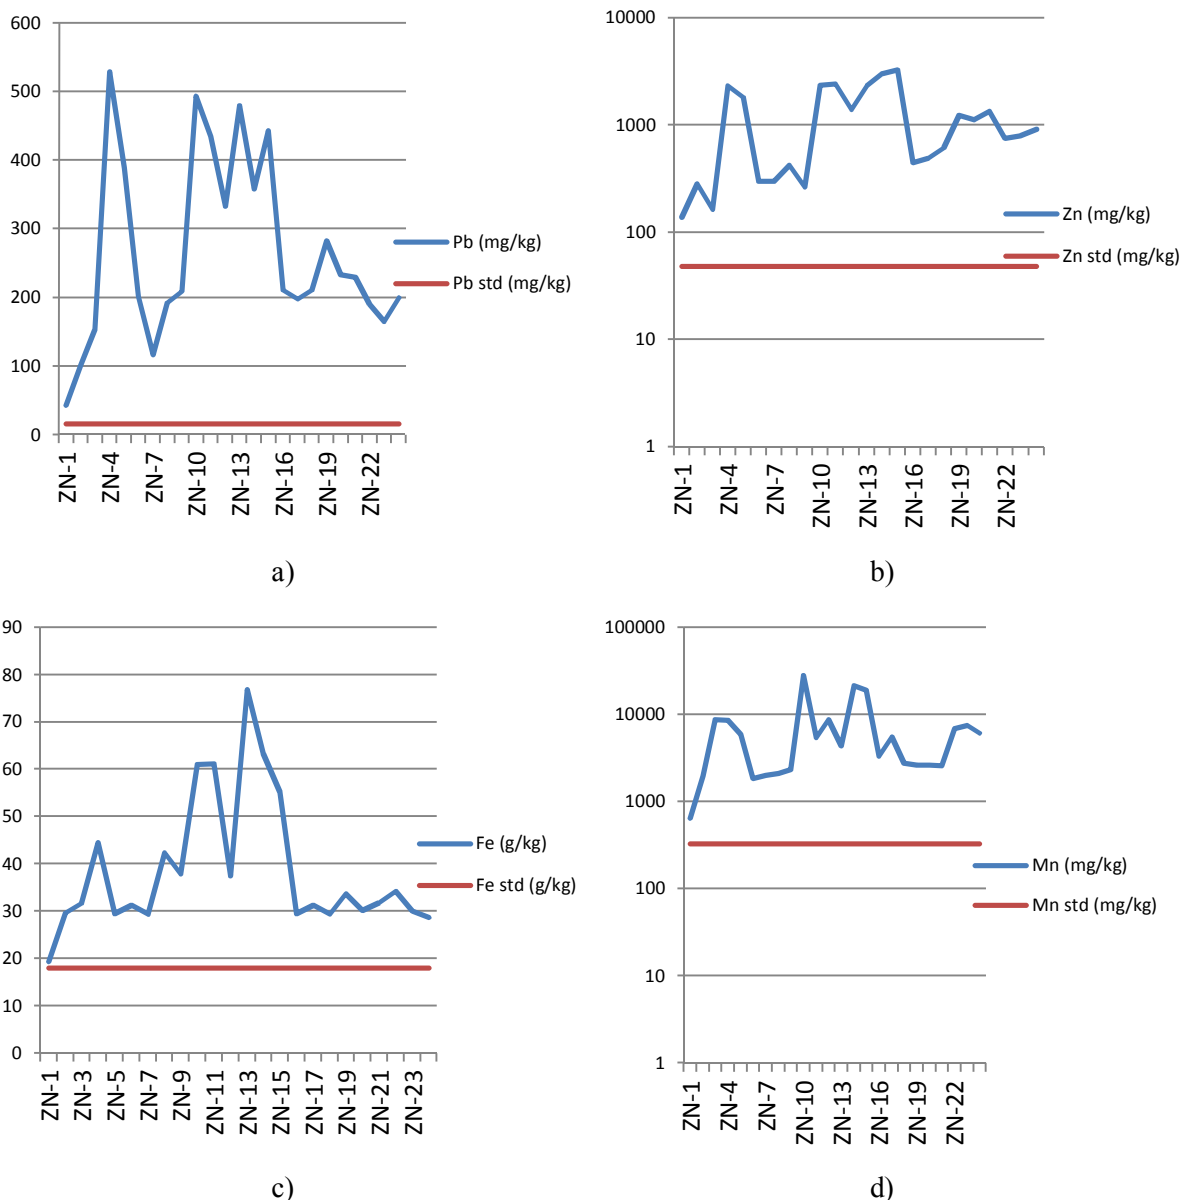 600
500
400
300
200
100
0
ZN-1
ZN-4
ZN-7
ZN-10
ZN-13
ZN-16
ZN-19
ZN-22
Pb (mg/kg)
Pb std (mg/kg)
a)
10000
1000
100
10
1
ZN-1
ZN-4
ZN-7
ZN-10
ZN-13
ZN-16
ZN-19
ZN-22
Zn (mg/kg)
Zn std (mg/kg)
b)
90
80
70
60
50
40
30
20
10
0
ZN-1
ZN-3
ZN-5
ZN-7
ZN-9
ZN-11
ZN-13
ZN-15
ZN-17
ZN-19
ZN-21
ZN-23
Fe (g/kg)
Fe std (g/kg)
c)
100000
10000
1000
100
10
1
ZN-1
ZN-4
ZN-7
ZN-10
ZN-13
ZN-16
ZN-19
ZN-22
Mn (mg/kg)
Mn std (mg/kg)
d)